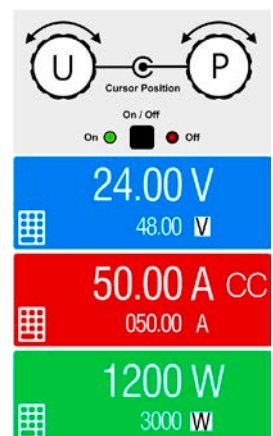 U P
Cursor Position
On / Off
On Off
24.00 V
48.00 V
50.00 A CC
050.00 A
1200 W
3000 W